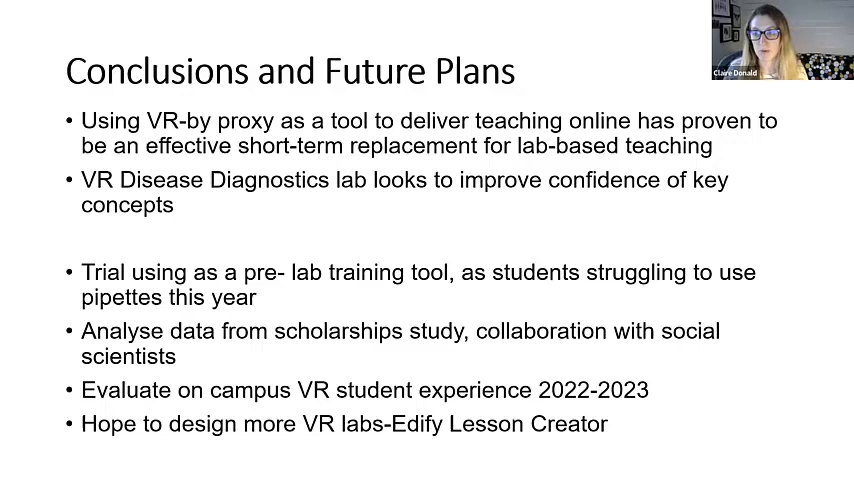 Claire Donald
Conclusions and Future Plans
• Using VR-by proxy as a tool to deliver teaching online has proven to
be an effective short-term replacement for lab-based teaching
• VR Disease Diagnostics lab looks to improve confidence of key
concepts
• Trial using as a pre- lab training tool, as students struggling to use
pipettes this year
• Analyse data from scholarships study, collaboration with social
scientists
• Evaluate on campus VR student experience 2022-2023
• Hope to design more VR labs-Edify Lesson Creator